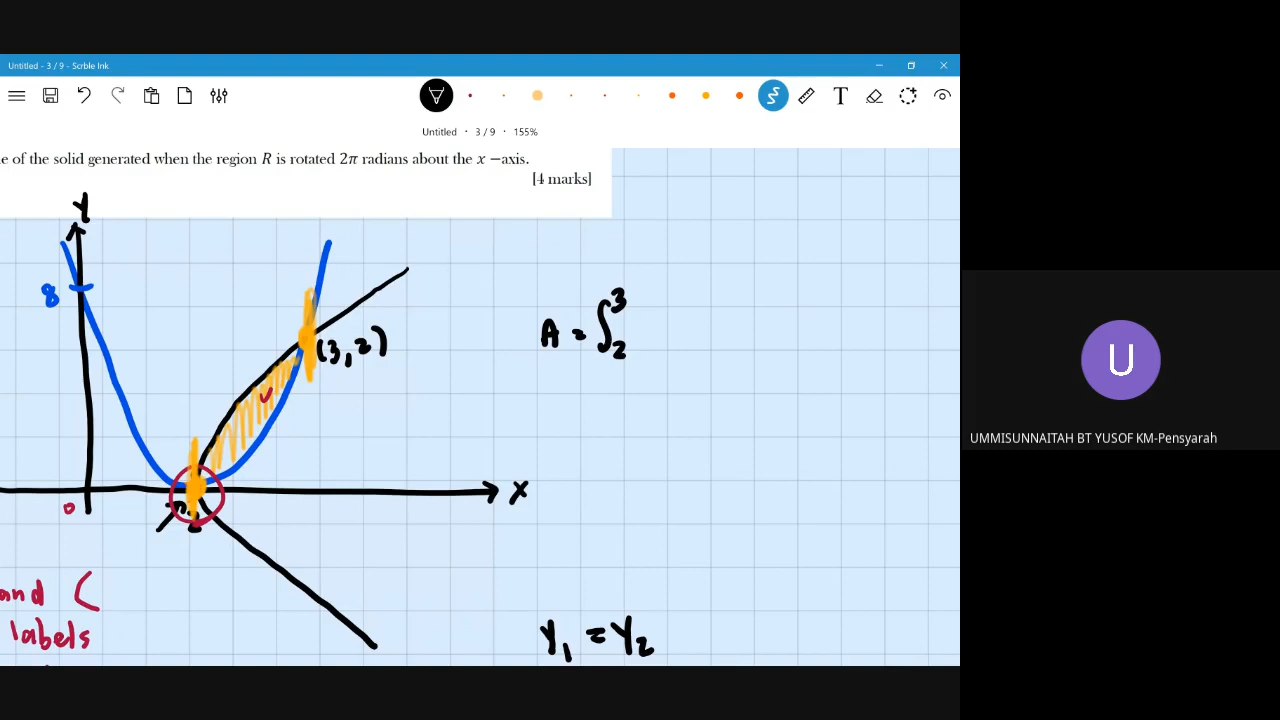 Untitled - 3 / 9 - Scrble Ink
Untitled • 3 / 9 • 155%
e of the solid generated when the region R is rotated 2π radians about the x −axis.
[4 marks]
Y
8
(3, 2)
A = ∫₂³
x
0
2
and C
labels
Y₁ = Y₂
U
UMMISUNNAITAH BT YUSOF KM-Pensyarah